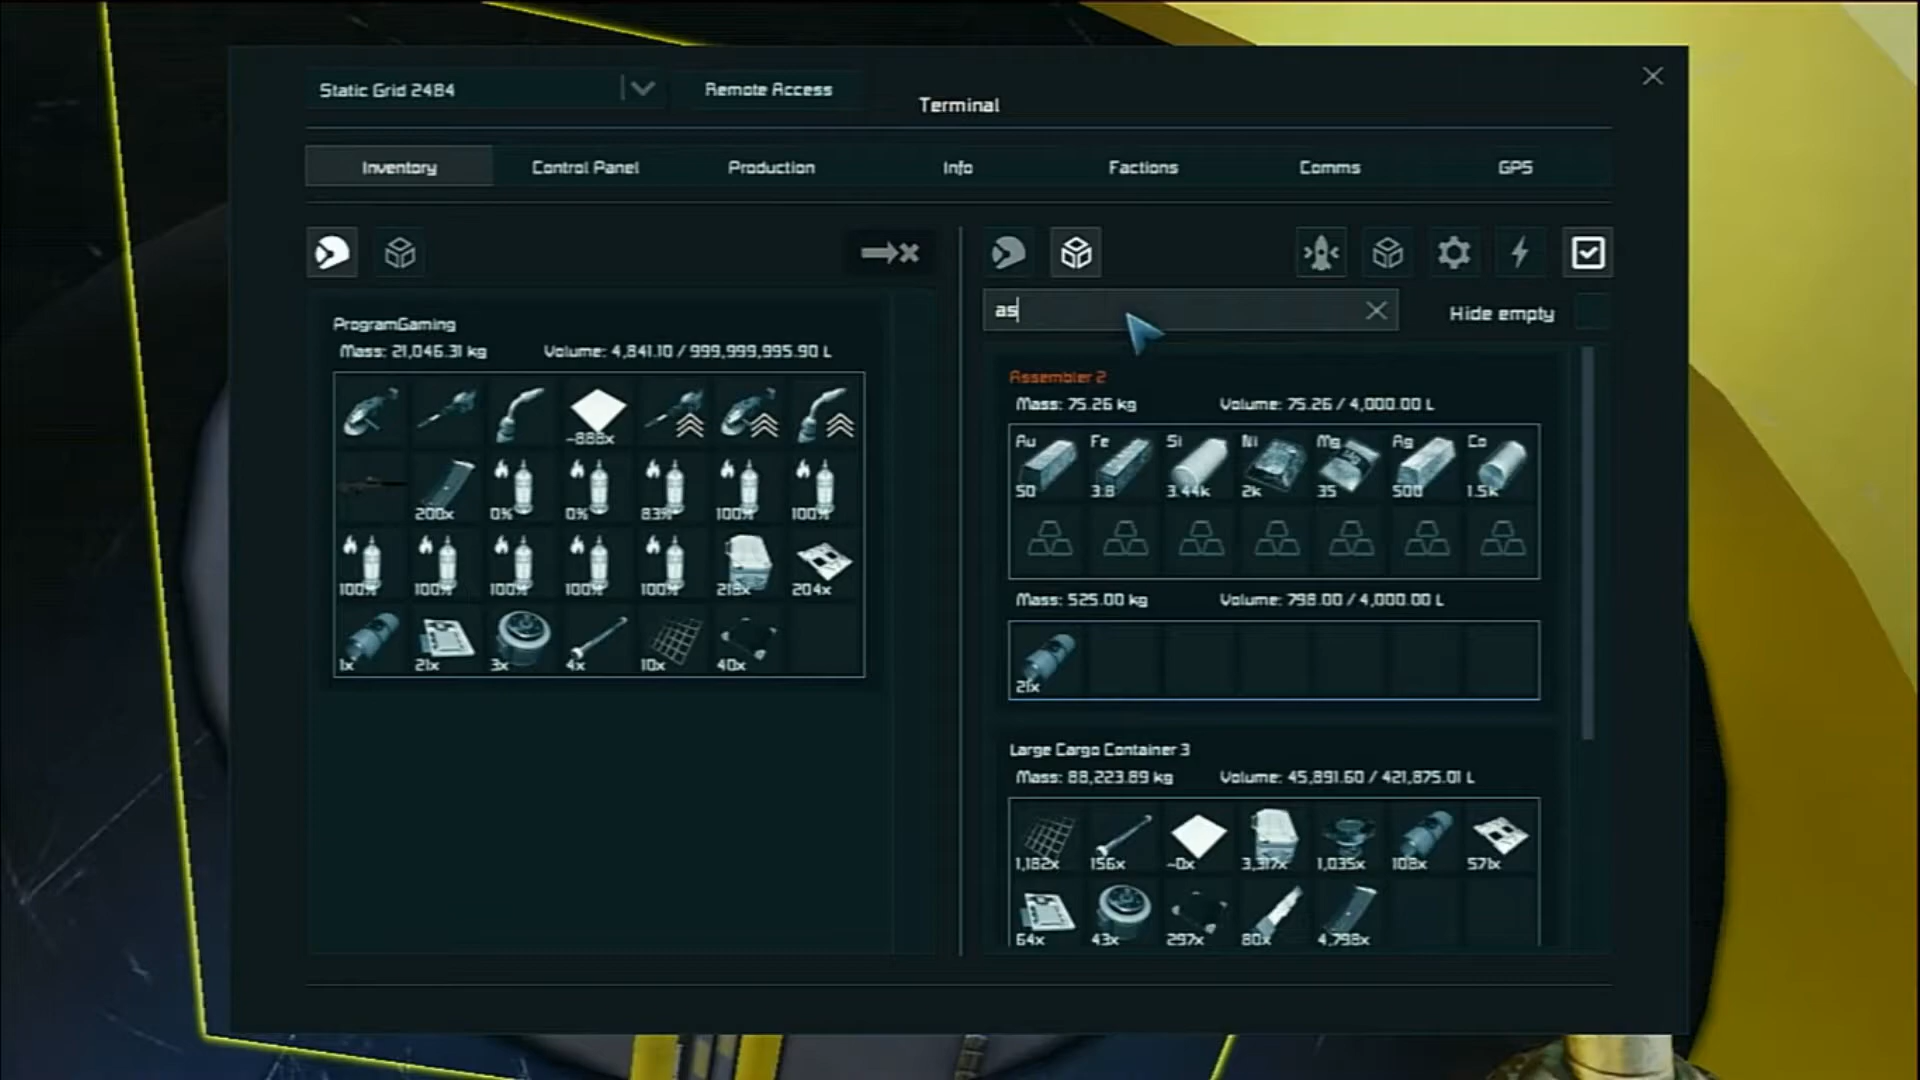 Static Grid 2484
Remote Access
Terminal
Inventory
Control Panel
Production
Info
Factions
Comms
GPS
as
Hide empty
ProgramGaming
Mass: 21,046.31 kg
Volume: 4,841.10 / 999,999,995.90 L
~888x
200x 0% 0% 83% 100% 100%
100% 100% 100% 100% 100% 218x 204x
1x 21x 3x 4x 10x 40x
Assembler 2
Mass: 75.26 kg
Volume: 75.26 / 4,000.00 L
Au Fe Si Ni Mg Ag Co
50 3.8 3.44k 2k 35 500 1.5k
Mass: 525.00 kg
Volume: 798.00 / 4,000.00 L
21x
Large Cargo Container 3
Mass: 88,223.89 kg
Volume: 45,891.60 / 421,875.01 L
1,182x 156x ~0x 3,317x 1,035x 108x 571x
64x 43x 297x 80x 4,798x